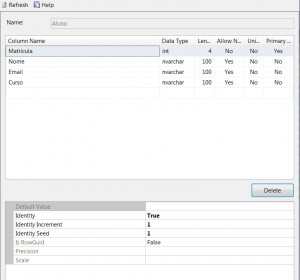 Refresh Help
Name: Aluno
Column Name Data Type Len... Allow N... Uni... Primary ...
Matricula int 4 No No Yes
Nome nvarchar 100 Yes No No
Email nvarchar 100 Yes No No
Curso nvarchar 100 Yes No No
Delete
Default Value
Identity True
Identity Increment 1
Identity Seed 1
Is RowGuid False
Precision
Scale